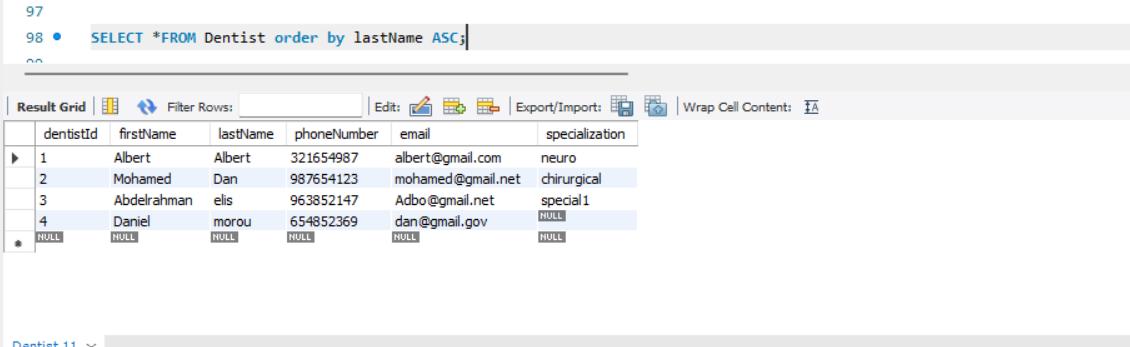 97
98 SELECT *FROM Dentist order by lastName ASC;
Result Grid Filter Rows: Edit: Export/Import: Wrap Cell Content:
dentistId firstName lastName phoneNumber email specialization
1 Albert Albert 321654987 albert@gmail.com neuro
2 Mohamed Dan 987654123 mohamed@gmail.net chirurgical
3 Abdelrahman elis 963852147 Adbo@gmail.net special1
4 Daniel morou 654852369 dan@gmail.gov NULL
NULL NULL NULL NULL NULL NULL
Dentist 11